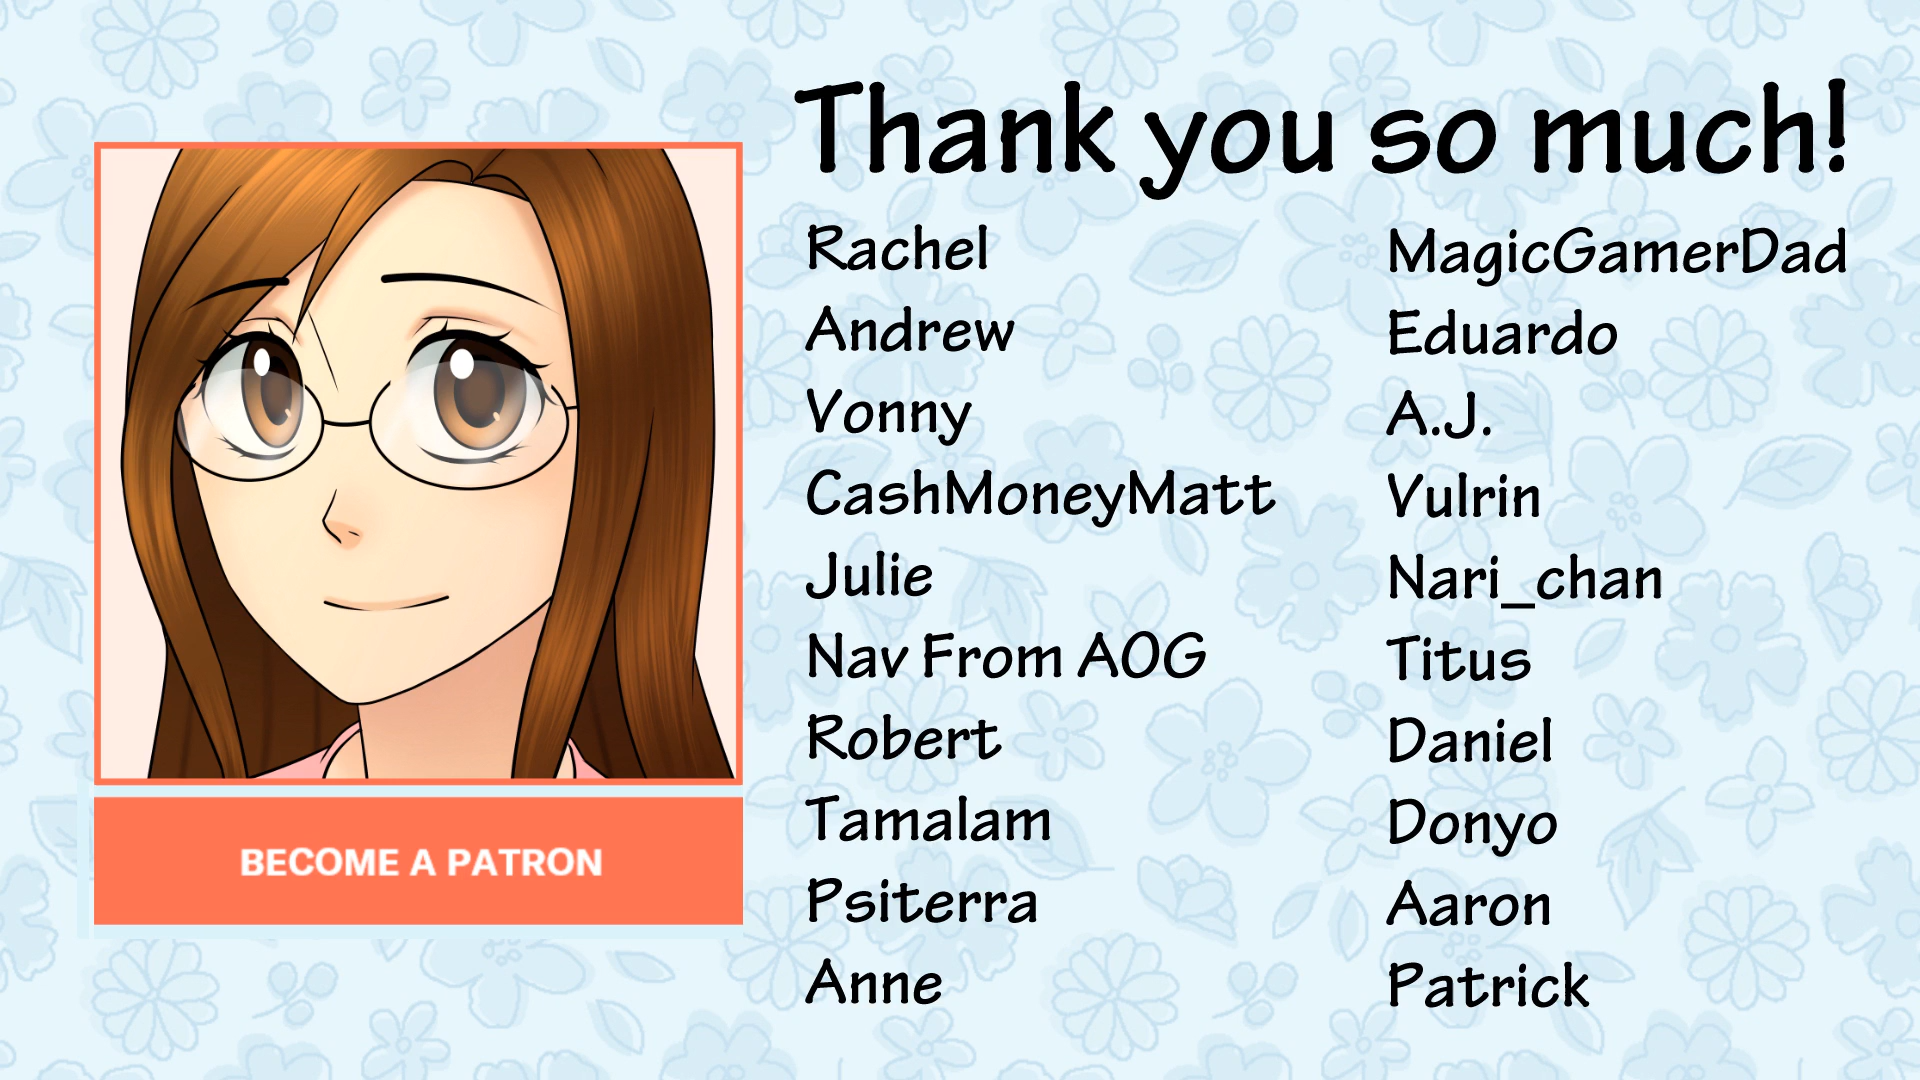 Thank you so much!
Rachel
Andrew
Vonny
CashMoneyMatt
Julie
Nav From AOG
Robert
Tamalam
Psiterra
Anne
MagicGamerDad
Eduardo
A.J.
Vulrin
Nari_chan
Titus
Daniel
Donyo
Aaron
Patrick
BECOME A PATRON